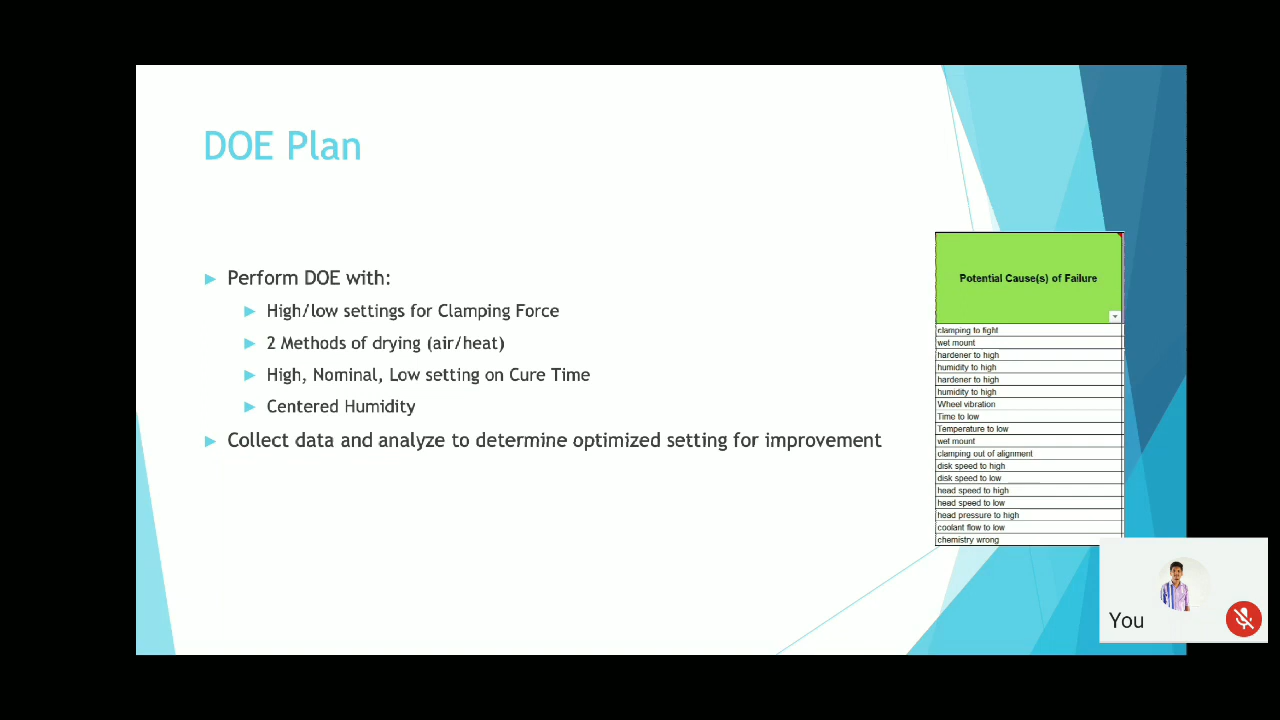 DOE Plan
Perform DOE with:
High/low settings for Clamping Force
2 Methods of drying (air/heat)
High, Nominal, Low setting on Cure Time
Centered Humidity
Collect data and analyze to determine optimized setting for improvement
Potential Cause(s) of Failure
clamping to tight
wet mount
hardener to high
humidity to high
hardener to high
humidity to high
Wheel vibration
Time to low
Temperature to low
wet mount
clamping out of alignment
disk speed to high
disk speed to low
head speed to high
head speed to low
head pressure to high
coolant flow to low
chemistry wrong
You